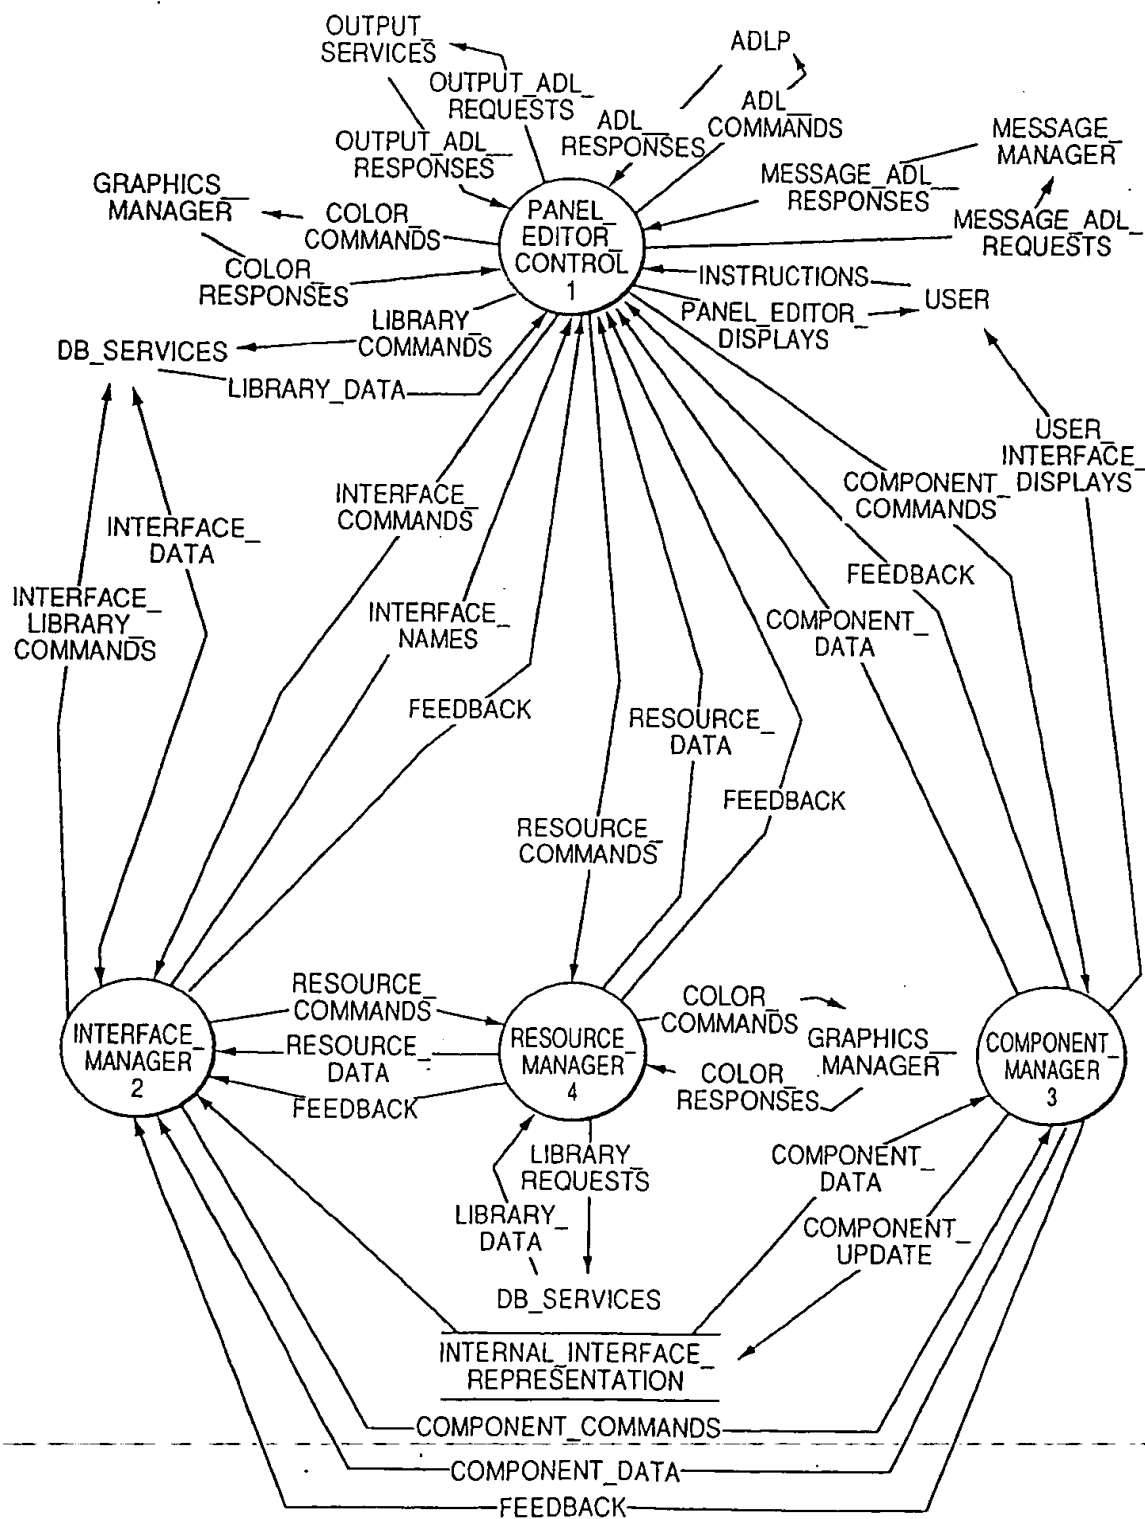 OUTPUT_
SERVICES
ADLP
OUTPUT_ADL_
REQUESTS
ADL_
COMMANDS
ADL_
RESPONSES
MESSAGE_
MANAGER
OUTPUT_ADL_
RESPONSES
MESSAGE_ADL_
RESPONSES
GRAPHICS_
MANAGER
COLOR_
COMMANDS
PANEL_
EDITOR_
CONTROL
1
MESSAGE_ADL_
REQUESTS
COLOR_
RESPONSES
INSTRUCTIONS
USER
PANEL_EDITOR_
DISPLAYS
LIBRARY_
COMMANDS
DB_SERVICES
LIBRARY_DATA
USER_
INTERFACE_
DISPLAYS
INTERFACE_
COMMANDS
COMPONENT_
COMMANDS
INTERFACE_
DATA
FEEDBACK
INTERFACE_
LIBRARY_
COMMANDS
INTERFACE_
NAMES
COMPONENT_
DATA
FEEDBACK
RESOURCE_
DATA
FEEDBACK
RESOURCE_
COMMANDS
RESOURCE_
COMMANDS
COLOR_
COMMANDS
INTERFACE_
MANAGER
2
RESOURCE_
DATA
RESOURCE_
MANAGER
4
GRAPHICS_
MANAGER
COMPONENT_
MANAGER
3
FEEDBACK
COLOR_
RESPONSES
LIBRARY_
REQUESTS
COMPONENT_
DATA
LIBRARY_
DATA
COMPONENT_
UPDATE
DB_SERVICES
INTERNAL_INTERFACE_
REPRESENTATION
COMPONENT_COMMANDS
COMPONENT_DATA
FEEDBACK